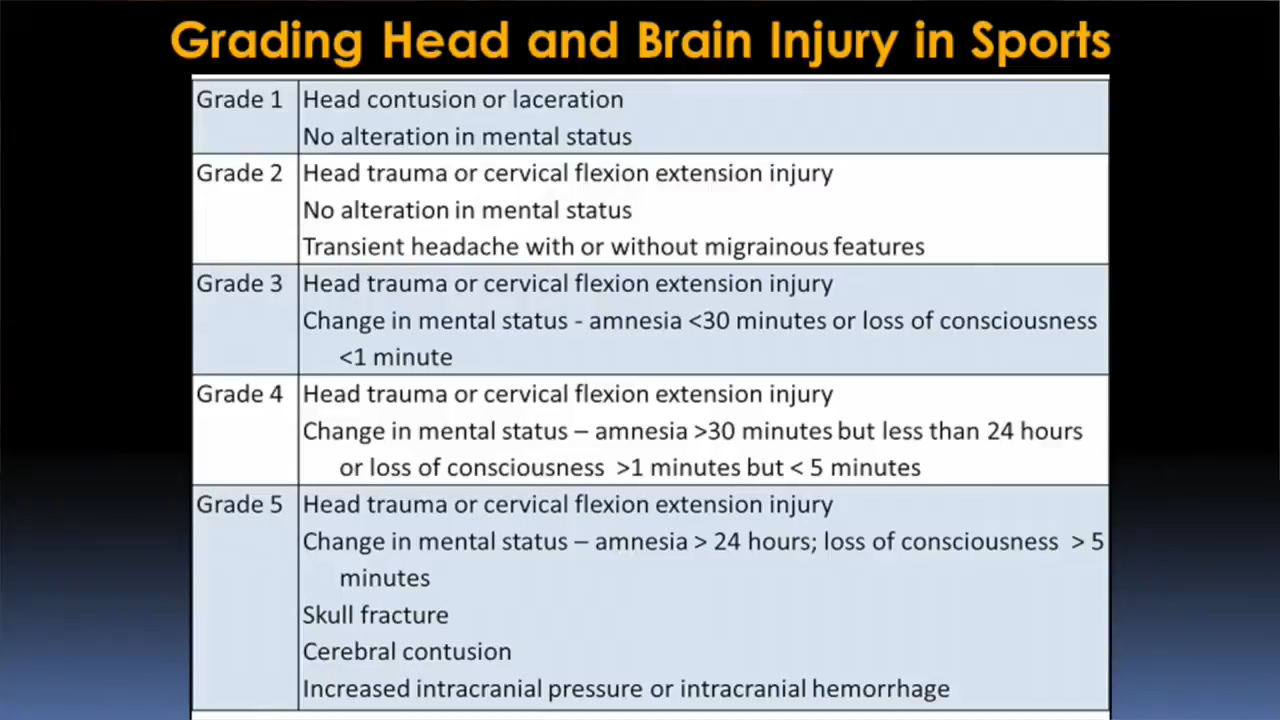 Grading Head and Brain Injury in Sports
Grade 1
Head contusion or laceration
No alteration in mental status
Grade 2
Head trauma or cervical flexion extension injury
No alteration in mental status
Transient headache with or without migrainous features
Grade 3
Head trauma or cervical flexion extension injury
Change in mental status - amnesia <30 minutes or loss of consciousness
<1 minute
Grade 4
Head trauma or cervical flexion extension injury
Change in mental status – amnesia >30 minutes but less than 24 hours
or loss of consciousness >1 minutes but < 5 minutes
Grade 5
Head trauma or cervical flexion extension injury
Change in mental status – amnesia > 24 hours; loss of consciousness > 5
minutes
Skull fracture
Cerebral contusion
Increased intracranial pressure or intracranial hemorrhage